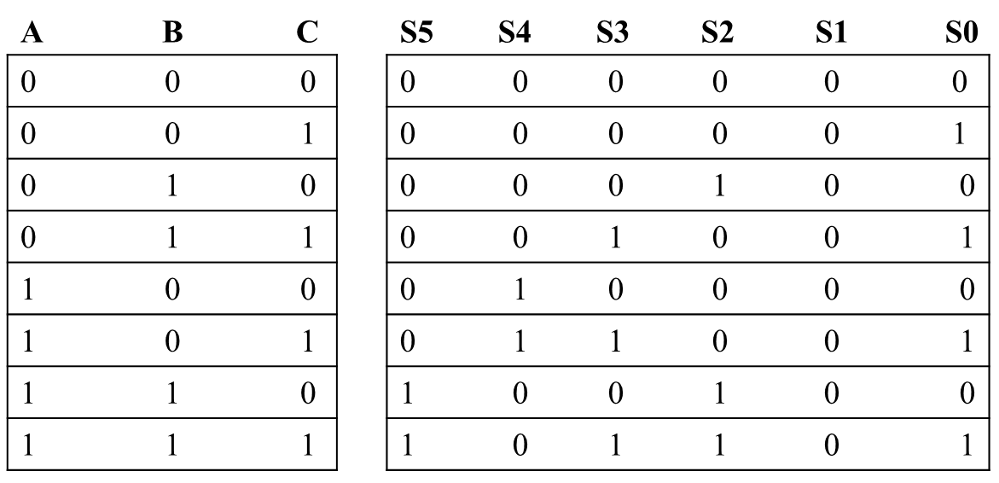 A B C S5 S4 S3 S2 S1 S0
0 0 0 0 0 0 0 0 0
0 0 1 0 0 0 0 0 1
0 1 0 0 0 0 1 0 0
0 1 1 0 0 1 0 0 1
1 0 0 0 1 0 0 0 0
1 0 1 0 1 1 0 0 1
1 1 0 1 0 0 1 0 0
1 1 1 1 0 1 1 0 1